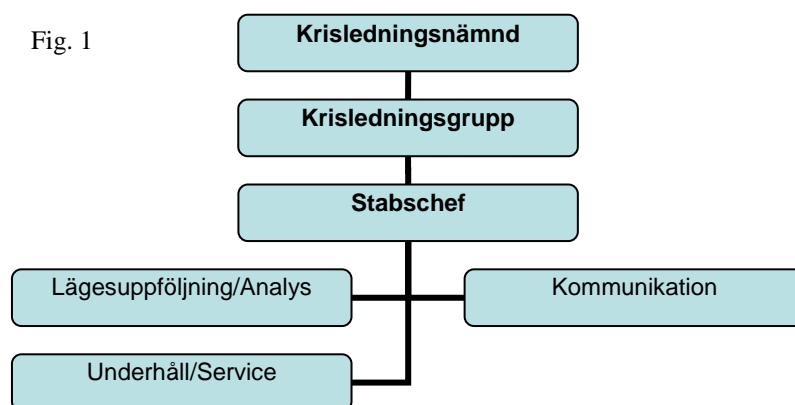 Fig. 1
Krisledningsnämnd
Krisledningsgrupp
Stabschef
Lägesuppföljning/Analys
Kommunikation
Underhåll/Service